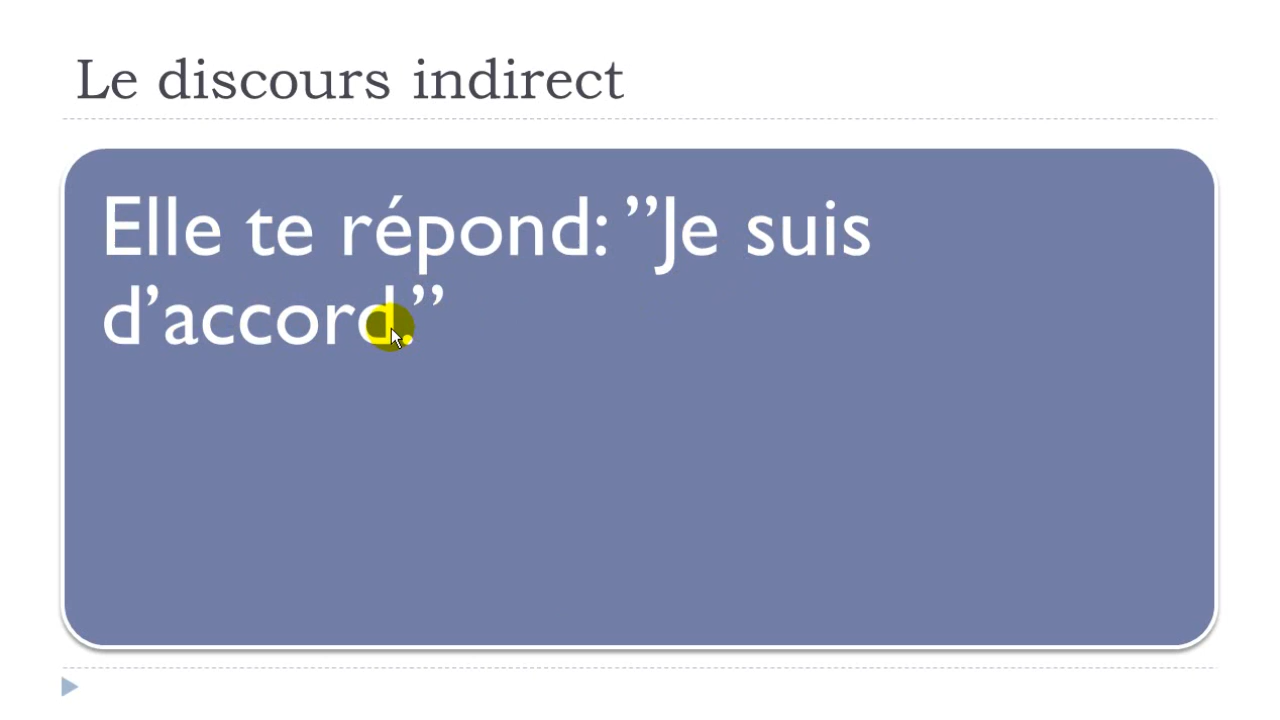 Le discours indirect
Elle te répond: ”Je suis
d’accord.”